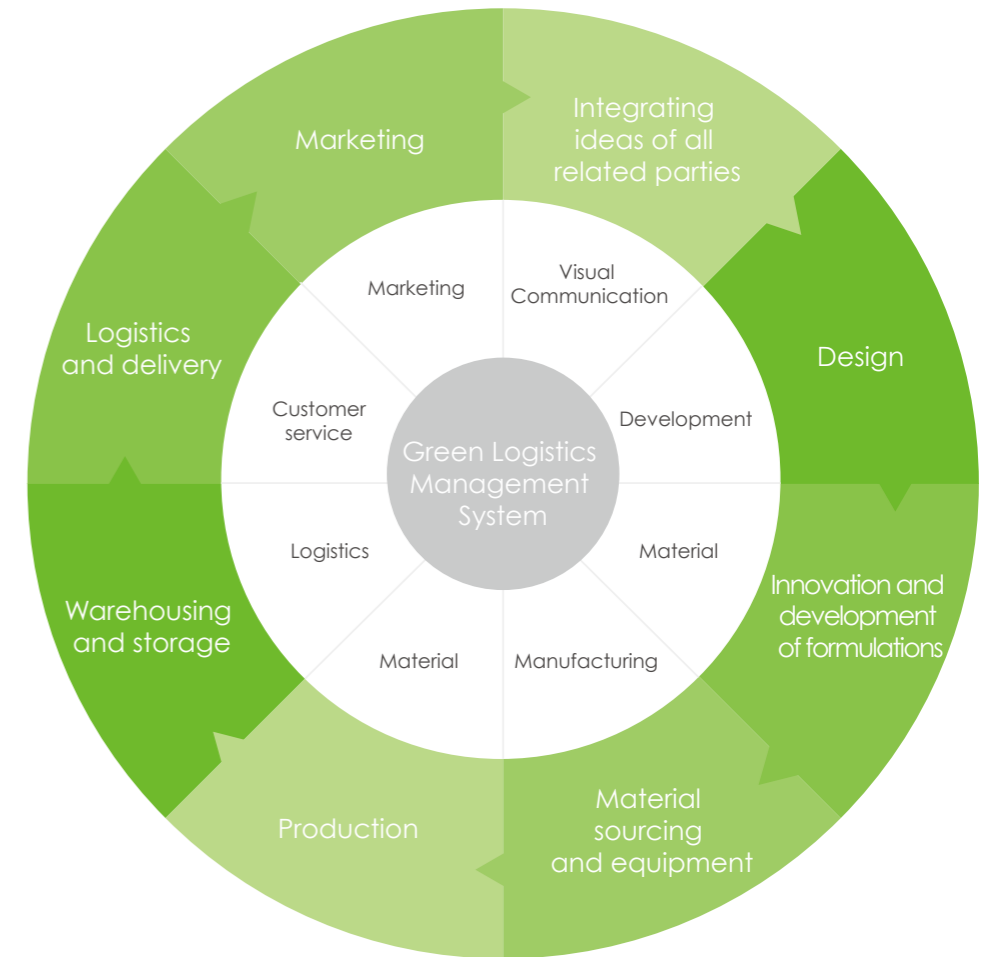 Marketing
Integrating
ideas of all
related parties
Design
Innovation and
development
of formulations
Material
sourcing
and equipment
Production
Warehousing
and storage
Logistics
and delivery
Marketing
Visual
Communication
Development
Material
Manufacturing
Material
Logistics
Customer
service
Green Logistics
Management
System